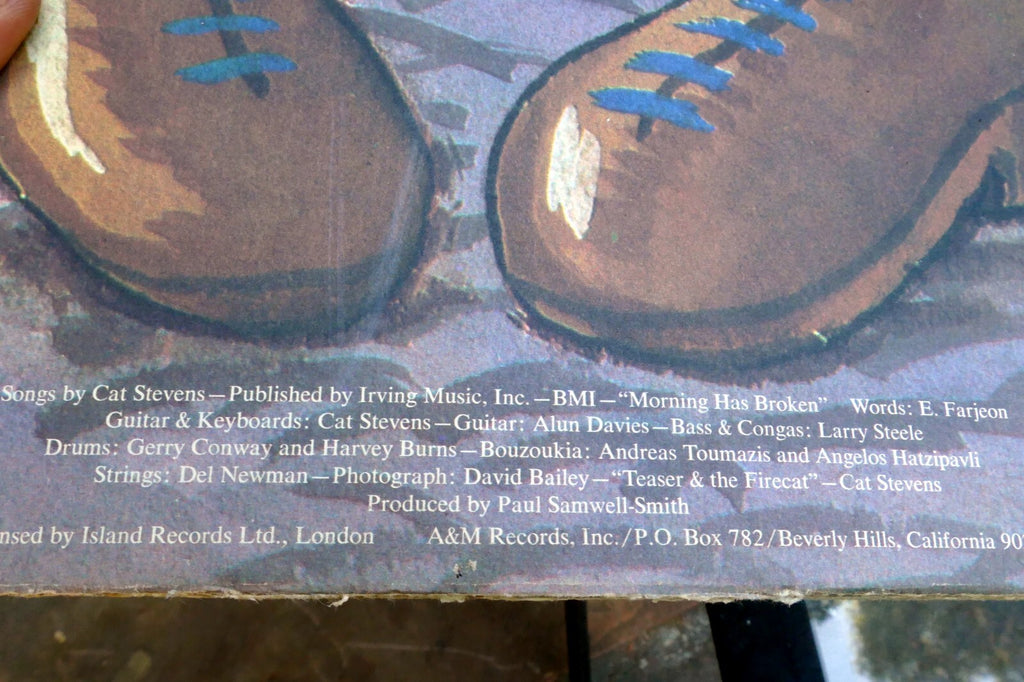 Songs by Cat Stevens—Published by Irving Music, Inc.—BMI—“Morning Has Broken” Words: E. Farjeon
Guitar & Keyboards: Cat Stevens—Guitar: Alun Davies—Bass & Congas: Larry Steele
Drums: Gerry Conway and Harvey Burns—Bouzoukia: Andreas Toumazis and Angelos Hatzipavli
Strings: Del Newman—Photograph: David Bailey—“Teaser & the Firecat”—Cat Stevens
Produced by Paul Samwell-Smith
nsed by Island Records Ltd., London A&M Records, Inc./P.O. Box 782/Beverly Hills, California 90